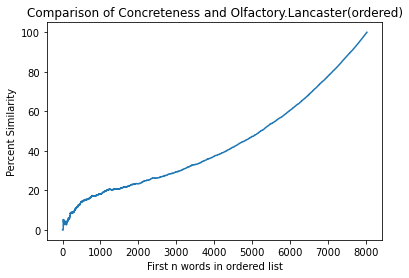 Comparison of Concreteness and Olfactory.Lancaster(ordered)
100
80
60
40
20
0
Percent Similarity
0 1000 2000 3000 4000 5000 6000 7000 8000
First n words in ordered list